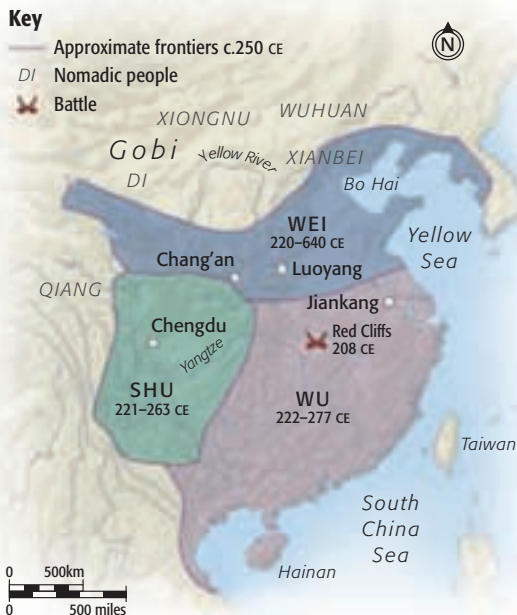 Key
Approximate frontiers c.250 CE
DI Nomadic people
Battle
N
XIONGNU
WUHUAN
Gobi
Yellow River
XIANBEI
DI
Bo Hai
WEI
220–640 CE
Yellow
Sea
Chang'an
Luoyang
QIANG
Jiankang
Chengdu
Red Cliffs
208 CE
Yangtze
SHU
221–263 CE
WU
222–277 CE
Taiwan
South
China
Sea
Hainan
0 500km
0 500 miles